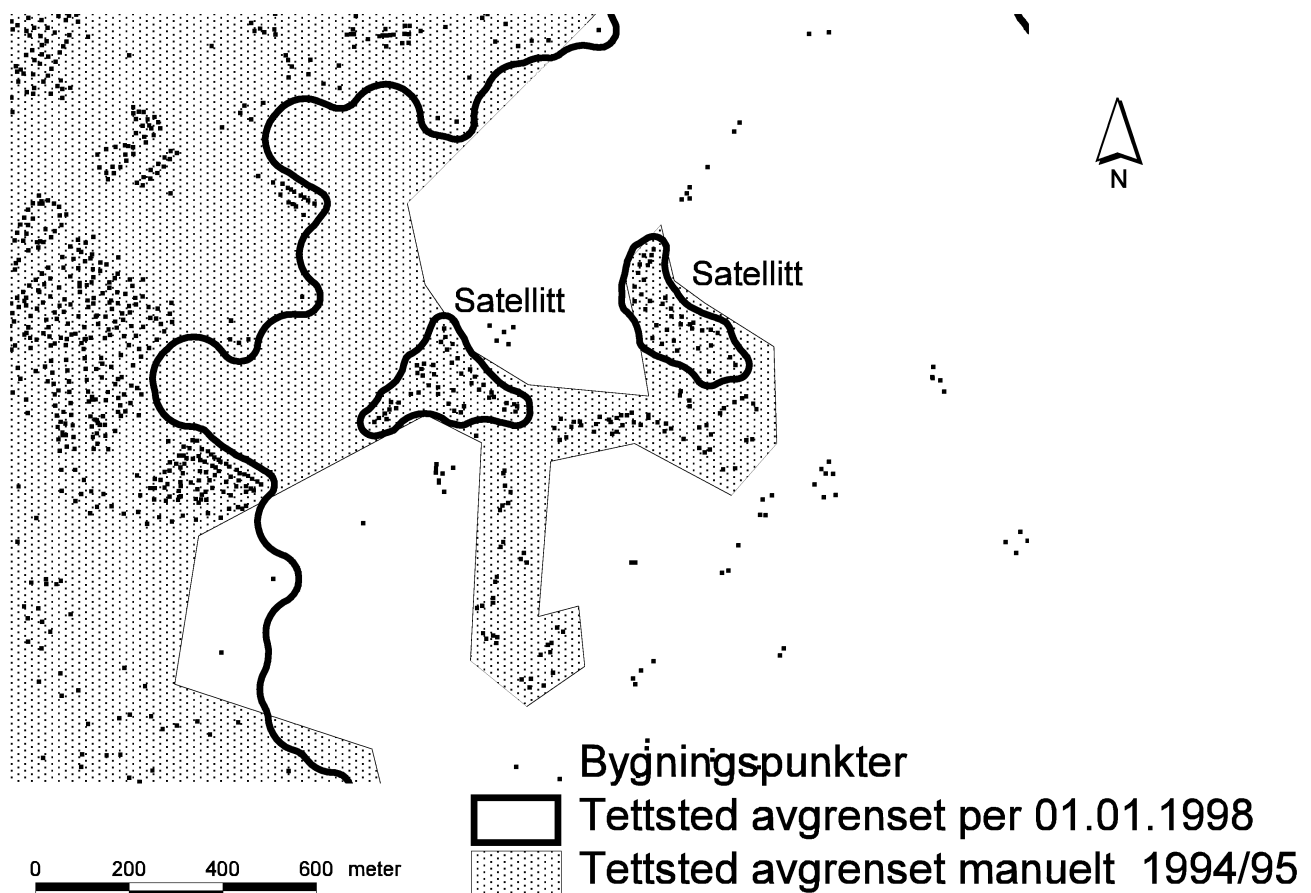 N
Satellitt
Satellitt
Bygningspunkter
Tettsted avgrenset per 01.01.1998
Tettsted avgrenset manuelt 1994/95
0 200 400 600 meter